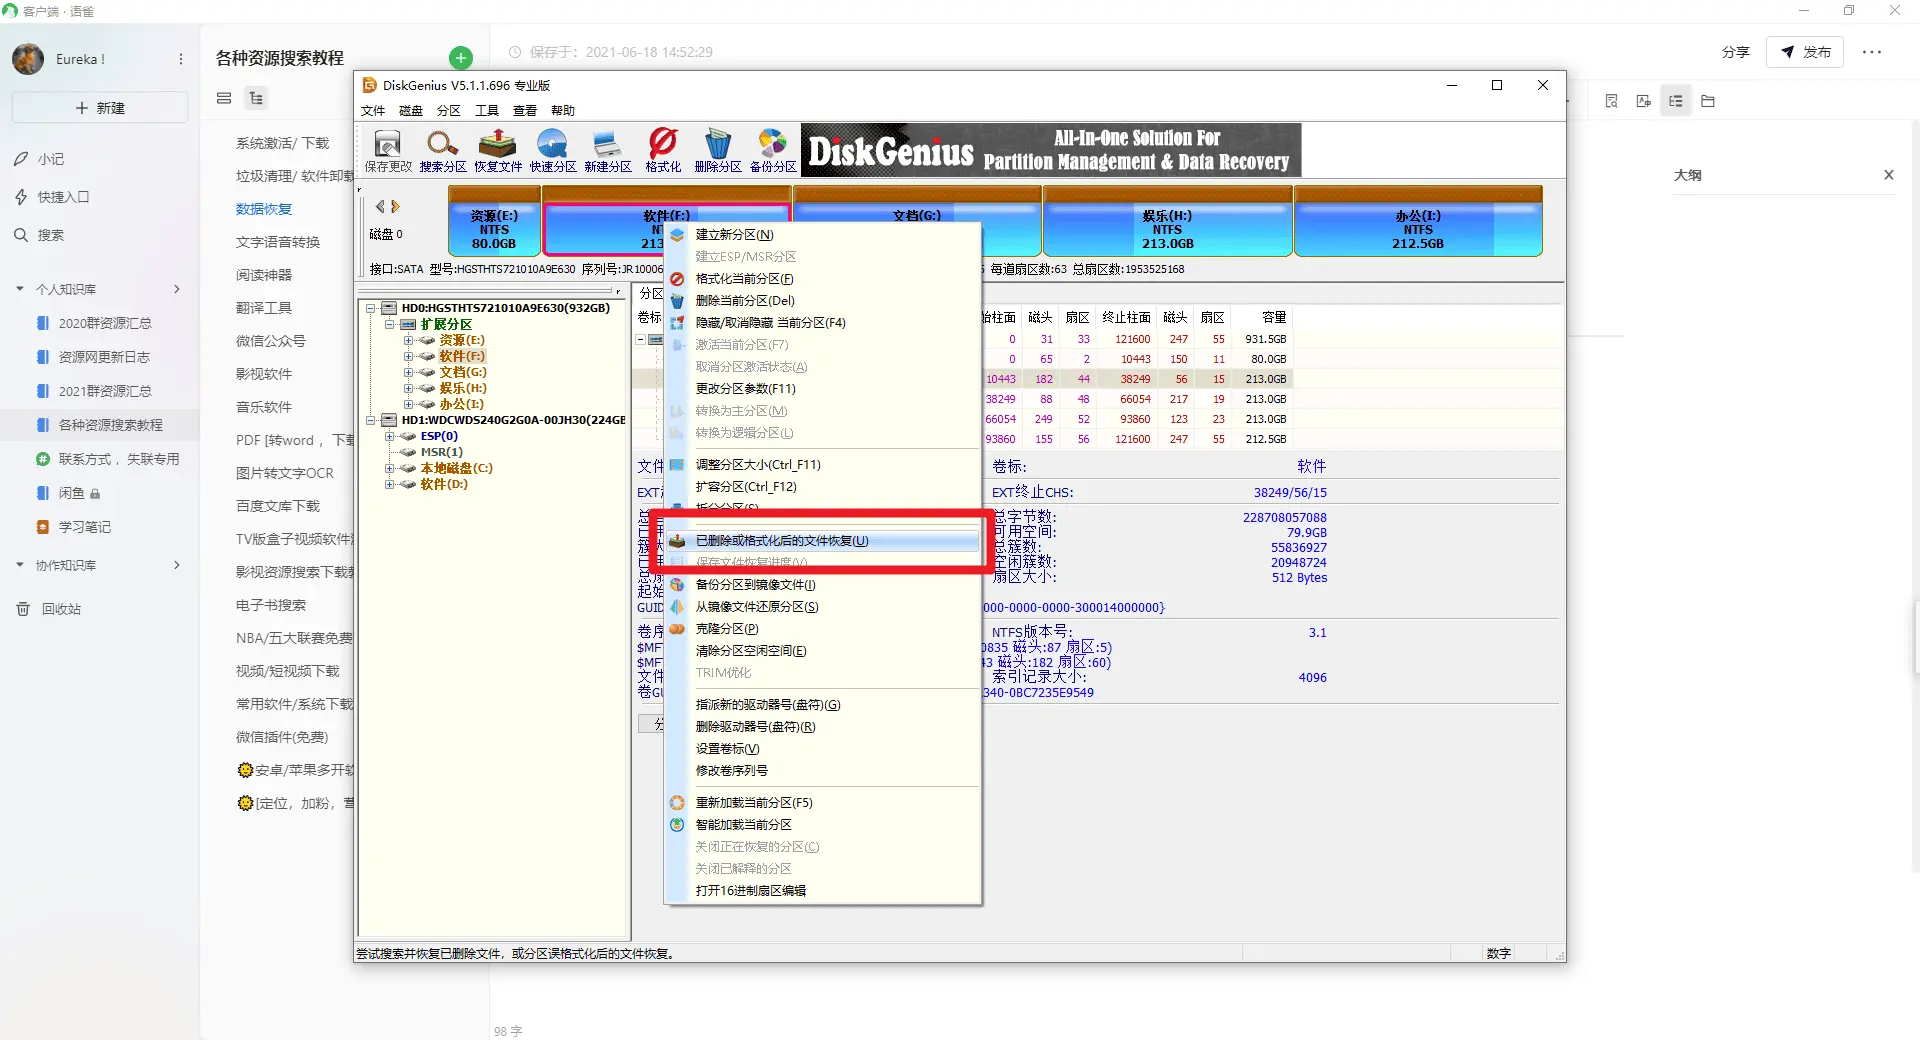 客户端 · 语雀
Eureka !
新建
小记
快捷入口
搜索
个人知识库
2020群资源汇总
资源网更新日志
2021群资源汇总
各种资源搜索教程
联系方式，失联专用
闲鱼
学习笔记
协作知识库
回收站
各种资源搜索教程
系统激活/ 下载
垃圾清理/ 软件卸载
数据恢复
文字语音转换
阅读神器
翻译工具
微信公众号
影视软件
音乐软件
PDF [转word ，下载
图片转文字OCR
百度文库下载
TV版盒子视频软件
影视资源搜索下载
电子书搜索
NBA/五大联赛免费
视频/短视频下载
常用软件/系统下载
微信插件(免费)
安卓/苹果多开软
[定位，加粉，营
保存于：2021-06-18 14:52:29
分享
发布
大纲
98 字
DiskGenius V5.1.1.696 专业版
文件 磁盘 分区 工具 查看 帮助
保存更改 搜索分区 恢复文件 快速分区 新建分区 格式化 删除分区 备份分区
DiskGenius
All-In-One Solution For
Partition Management & Data Recovery
磁盘 0
资源(E:)
NTFS
80.0GB
软件(F:)
213
文档(G:)
娱乐(H:)
NTFS
213.0GB
办公(I:)
NTFS
212.5GB
接口:SATA 型号:HGSTHTS721010A9E630 序列号:JR10006
每道扇区数:63 总扇区数:1953525168
HD0:HGSTHTS721010A9E630(932GB)
扩展分区
资源(E:)
软件(F:)
文档(G:)
娱乐(H:)
办公(I:)
HD1:WDCWDS240G2G0A-00JH30(224GB
ESP(0)
MSR(1)
本地磁盘(C:)
软件(D:)
分区
卷标
建立新分区(N)
建立ESP/MSR分区
格式化当前分区(F)
删除当前分区(Del)
隐藏/取消隐藏 当前分区(F4)
激活当前分区(F7)
取消分区激活状态(A)
更改分区参数(F11)
转换为主分区(M)
转换为逻辑分区(L)
调整分区大小(Ctrl_F11)
扩容分区(Ctrl_F12)
拆分分区(S)
已删除或格式化后的文件恢复(U)
保存文件恢复进度(V)
备份分区到镜像文件(I)
从镜像文件还原分区(S)
克隆分区(P)
清除分区空闲空间(E)
TRIM优化
指派新的驱动器号(盘符)(G)
删除驱动器号(盘符)(R)
设置卷标(V)
修改卷序列号
重新加载当前分区(F5)
智能加载当前分区
关闭正在恢复的分区(C)
关闭已解释的分区
打开16进制扇区编辑
始柱面 磁头 扇区 终止柱面 磁头 扇区 容量
0 31 33 121600 247 55 931.5GB
0 65 2 10443 150 11 80.0GB
10443 182 44 38249 56 15 213.0GB
38249 88 48 66054 217 19 213.0GB
66054 249 52 93860 123 23 213.0GB
93860 155 56 121600 247 55 212.5GB
文件 卷标: 软件
EXT EXT终止CHS: 38249/56/15
总字节数: 228708057088
可用空间: 79.9GB
总簇数: 55836927
空闲簇数: 20948724
扇区大小: 512 Bytes
起始
GUID 000-0000-0000-300014000000}
卷序 NTFS版本号: 3.1
$MFT 0835 磁头:87 扇区:5)
$MFT 43 磁头:182 扇区:60)
文件 索引记录大小: 4096
卷GU 340-0BC7235E9549
分
尝试搜索并恢复已删除文件，或分区误格式化后的文件恢复。
数字